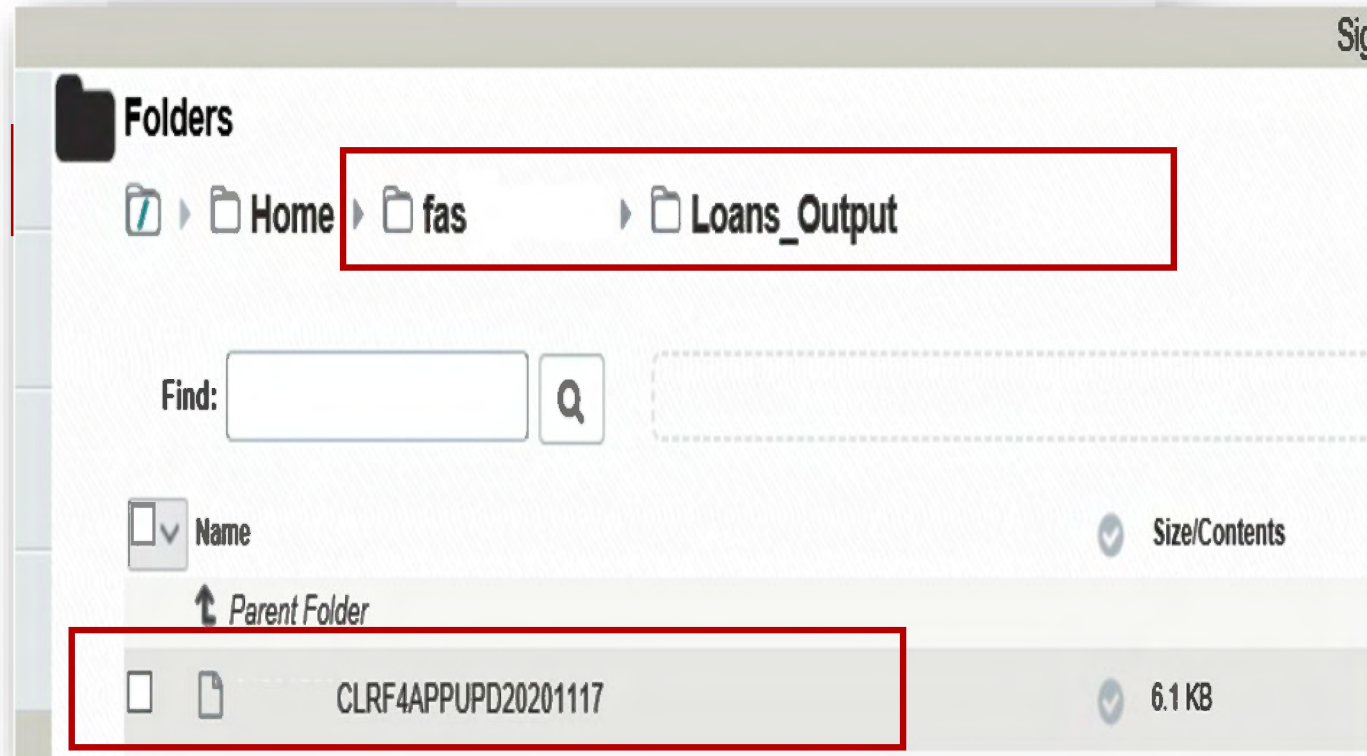 Sig
Folders
/ Home fas Loans_Output
Find:
Name Size/Contents
Parent Folder
CLRF4APPUPD20201117 6.1 KB